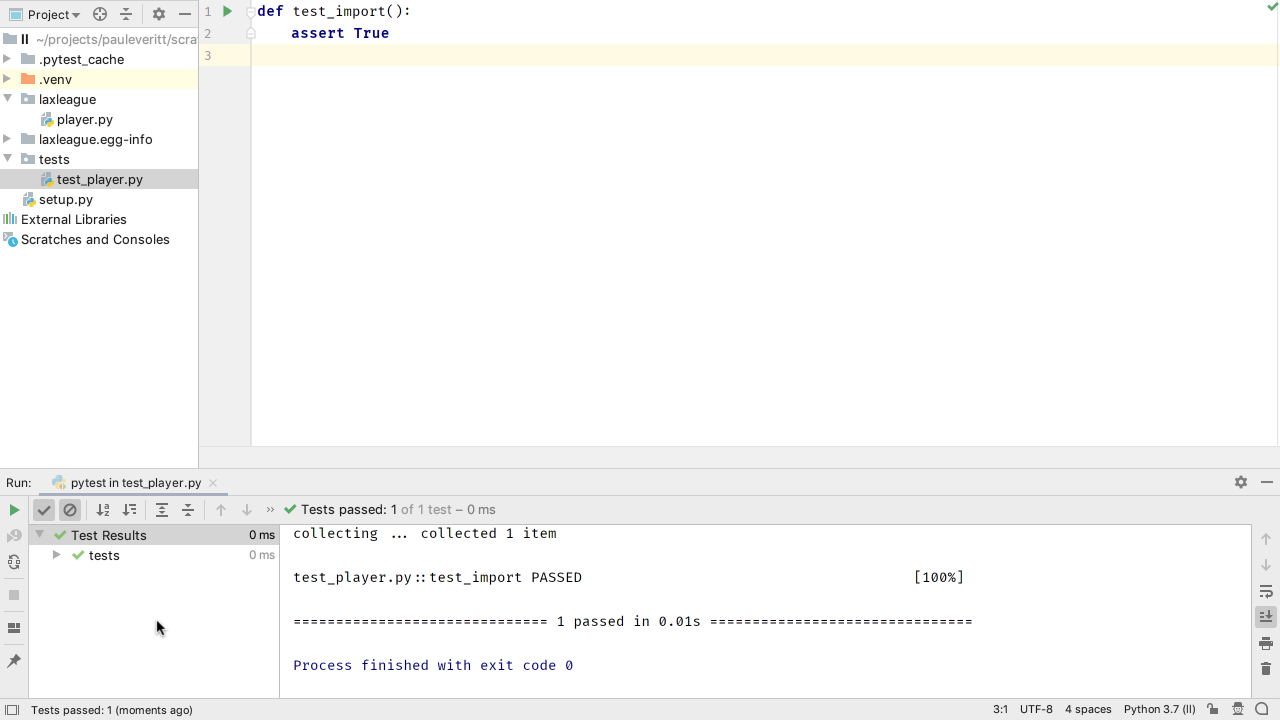 Project
ll ~/projects/pauleveritt/scra
.pytest_cache
.venv
laxleague
player.py
laxleague.egg-info
tests
test_player.py
setup.py
External Libraries
Scratches and Consoles
1 def test_import():
2 assert True
3
Run: pytest in test_player.py
Tests passed: 1 of 1 test – 0 ms
Test Results 0 ms
tests 0 ms
collecting ... collected 1 item
test_player.py::test_import PASSED [100%]
============================== 1 passed in 0.01s ===============================
Process finished with exit code 0
Tests passed: 1 (moments ago)
3:1 UTF-8 4 spaces Python 3.7 (ll)